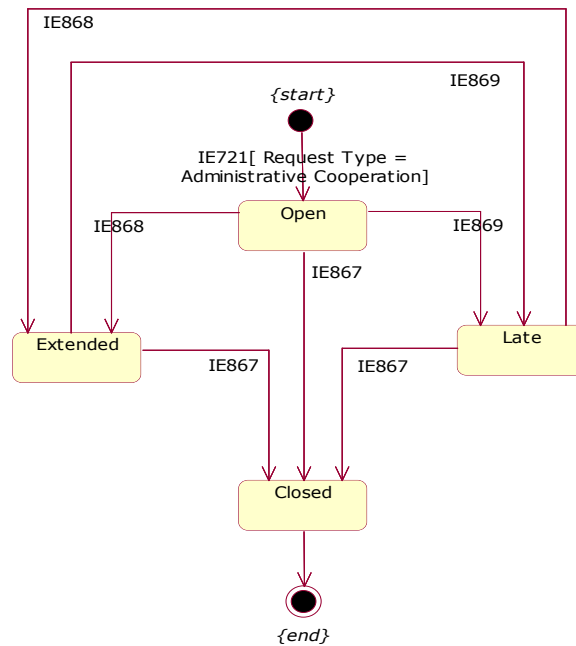 IE868
IE869
{start}
IE721[ Request Type =
Administrative Cooperation]
Open
IE868
IE869
IE867
Extended
Late
IE867
IE867
Closed
{end}